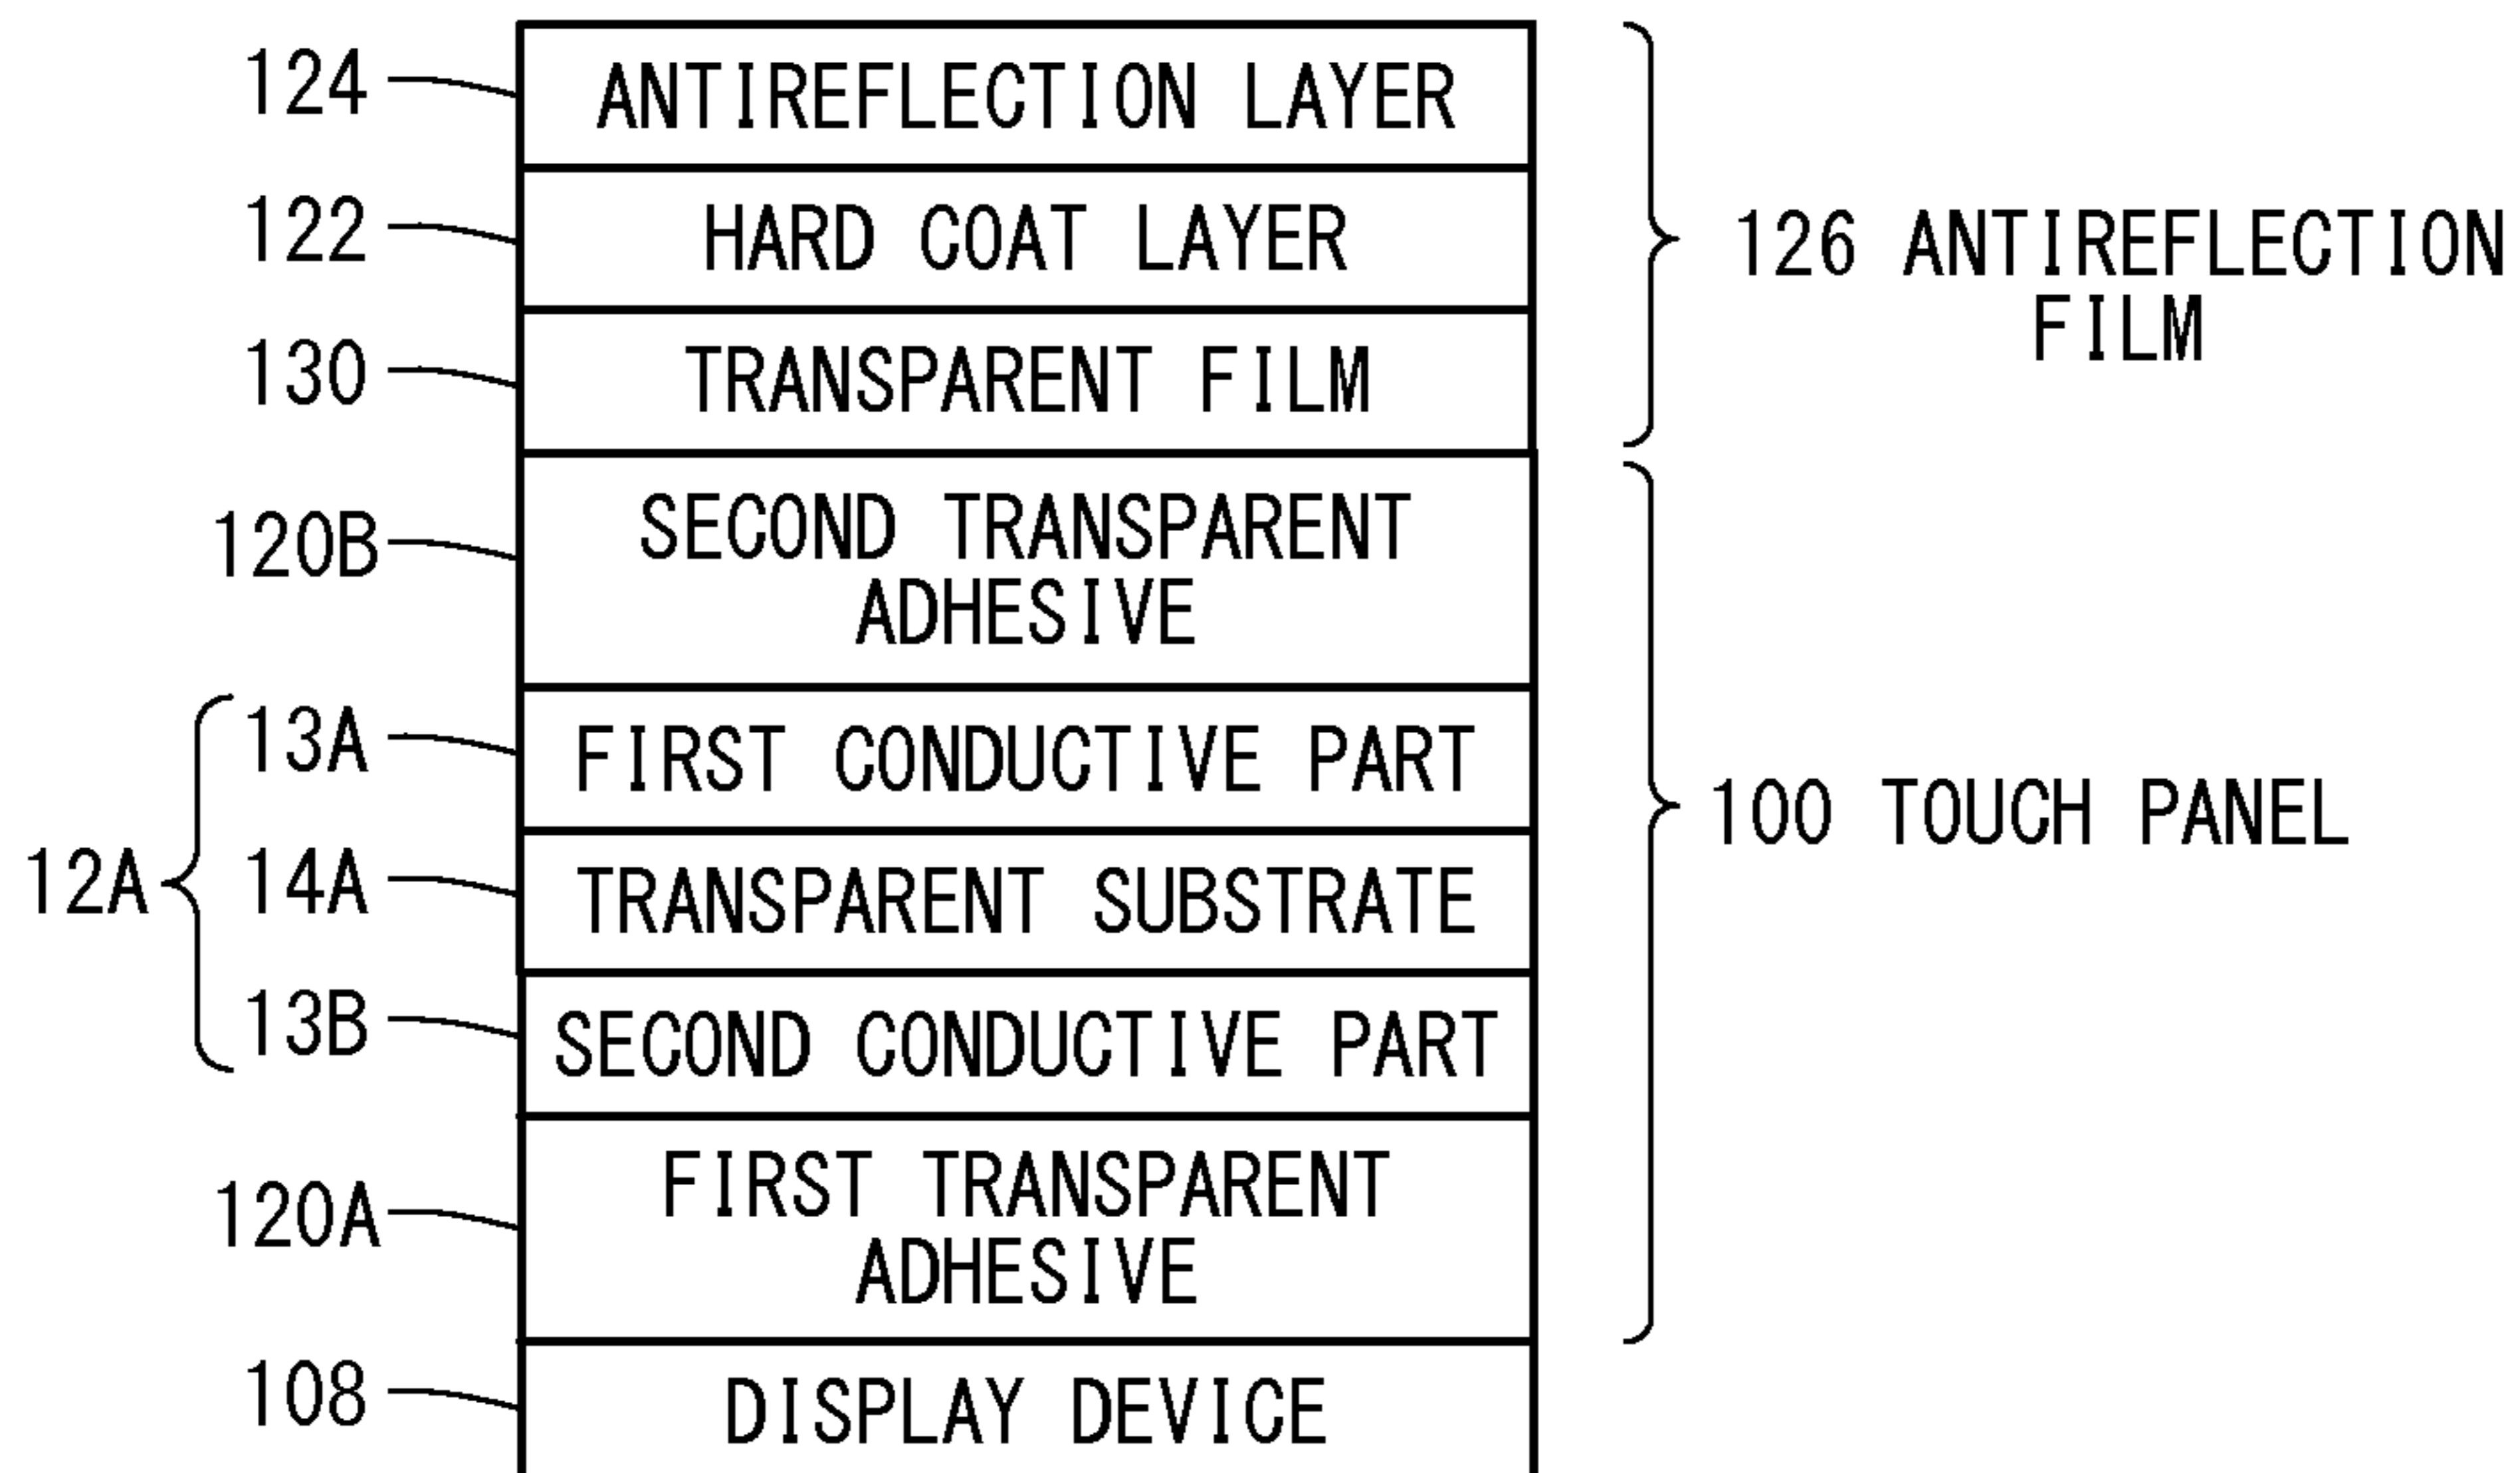 124 ANTIREFLECTION LAYER
122 HARD COAT LAYER
126 ANTIREFLECTION
FILM
130 TRANSPARENT FILM
120B SECOND TRANSPARENT
ADHESIVE
13A FIRST CONDUCTIVE PART
100 TOUCH PANEL
12A 14A TRANSPARENT SUBSTRATE
13B SECOND CONDUCTIVE PART
120A FIRST TRANSPARENT
ADHESIVE
108 DISPLAY DEVICE